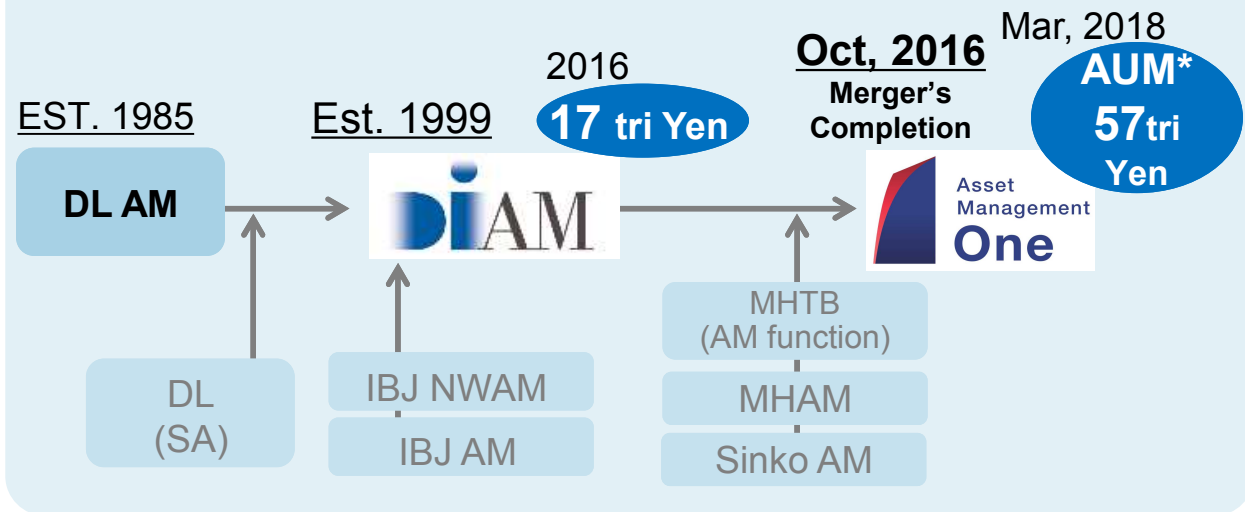 EST. 1985
DL AM
Est. 1999
DIAM
2016
17 tri Yen
Oct, 2016
Merger's
Completion
Mar, 2018
AUM*
57tri
Yen
Asset
Management
One
DL
(SA)
IBJ NWAM
IBJ AM
MHTB
(AM function)
MHAM
Sinko AM